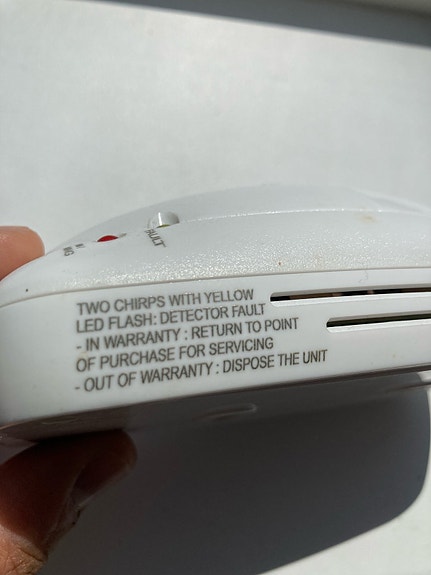 TWO CHIRPS WITH YELLOW
LED FLASH: DETECTOR FAULT
- IN WARRANTY : RETURN TO POINT
OF PURCHASE FOR SERVICING
- OUT OF WARRANTY : DISPOSE THE UNIT